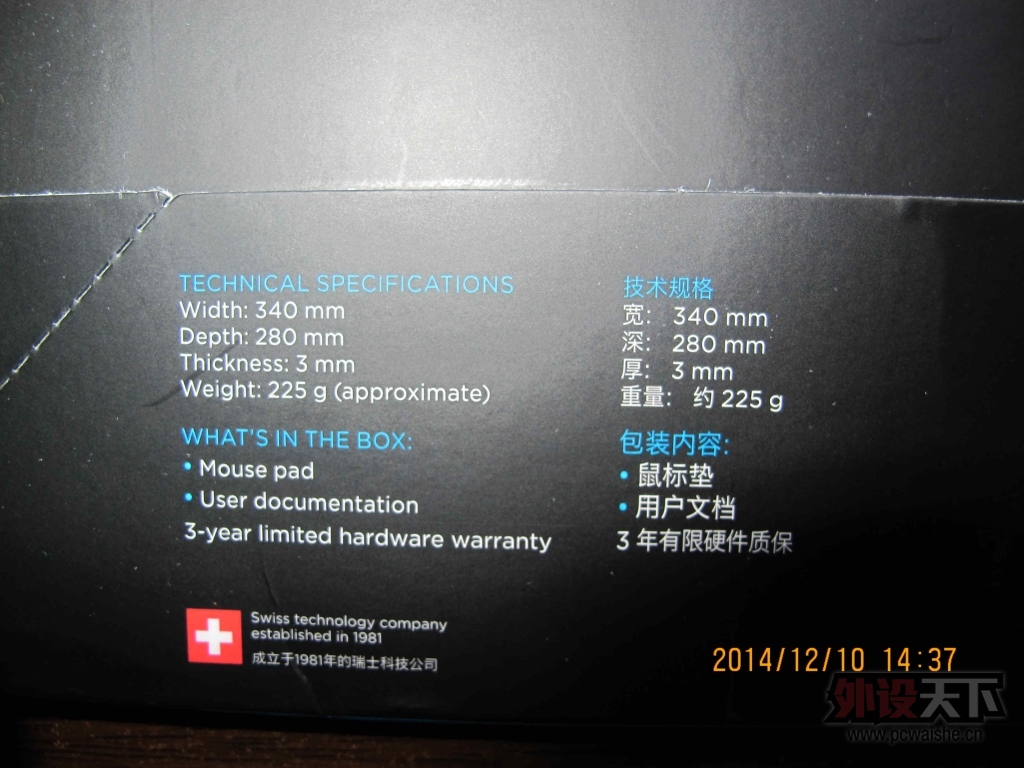 TECHNICAL SPECIFICATIONS
Width: 340 mm
Depth: 280 mm
Thickness: 3 mm
Weight: 225 g (approximate)
WHAT'S IN THE BOX:
• Mouse pad
• User documentation
3-year limited hardware warranty
技术规格
宽: 340 mm
深: 280 mm
厚: 3 mm
重量: 约 225 g
包装内容:
• 鼠标垫
• 用户文档
3 年有限硬件质保
Swiss technology company
established in 1981
成立于1981年的瑞士科技公司
2014/12/10 14:37
外设天下
www.pcwaishe.cn